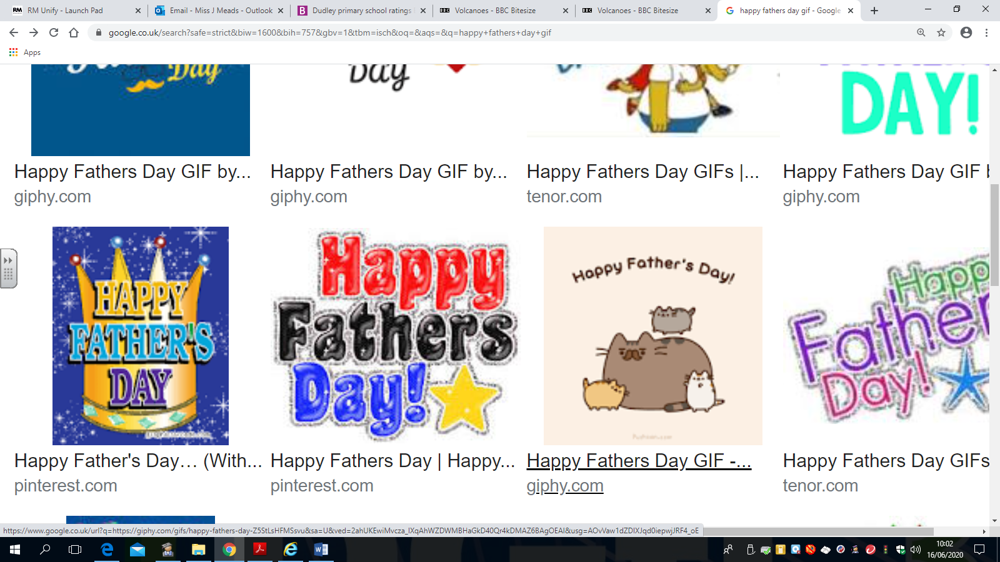 RM Unify - Launch Pad
Email - Miss J Meads - Outlook
Dudley primary school ratings
BBC Volcanoes - BBC Bitesize
BBC Volcanoes - BBC Bitesize
happy fathers day gif - Google
google.co.uk/search?safe=strict&biw=1600&bih=757&gbv=1&tbm=isch&oq=&aqs=&q=happy+fathers+day+gif
Apps
Day
DAY
DAY!
Happy Fathers Day GIF by...
giphy.com
Happy Fathers Day GIF by...
giphy.com
Happy Fathers Day GIFs |...
tenor.com
Happy Fathers Day GIF
giphy.com
HAPPY
FATHER'S
DAY
Happy
Fathers
Day!
Happy Father's Day!
Pusheen.com
Happ
Father
Day!
Happy Father's Day… (With...
pinterest.com
Happy Fathers Day | Happy...
pinterest.com
Happy Fathers Day GIF -...
giphy.com
Happy Fathers Day GIFs
tenor.com
https://www.google.co.uk/url?q=https://giphy.com/gifs/happy-fathers-day-Z5StLsHFMSsvu&sa=U&ved=2ahUKEwiMvcza_IXqAhWZDWMBHaGkD40Qr4kDMAZ6BAgOEAI&usg=AOvVaw1dZDIXJqd0iepwjJRF4_oE
10:02
16/06/2020